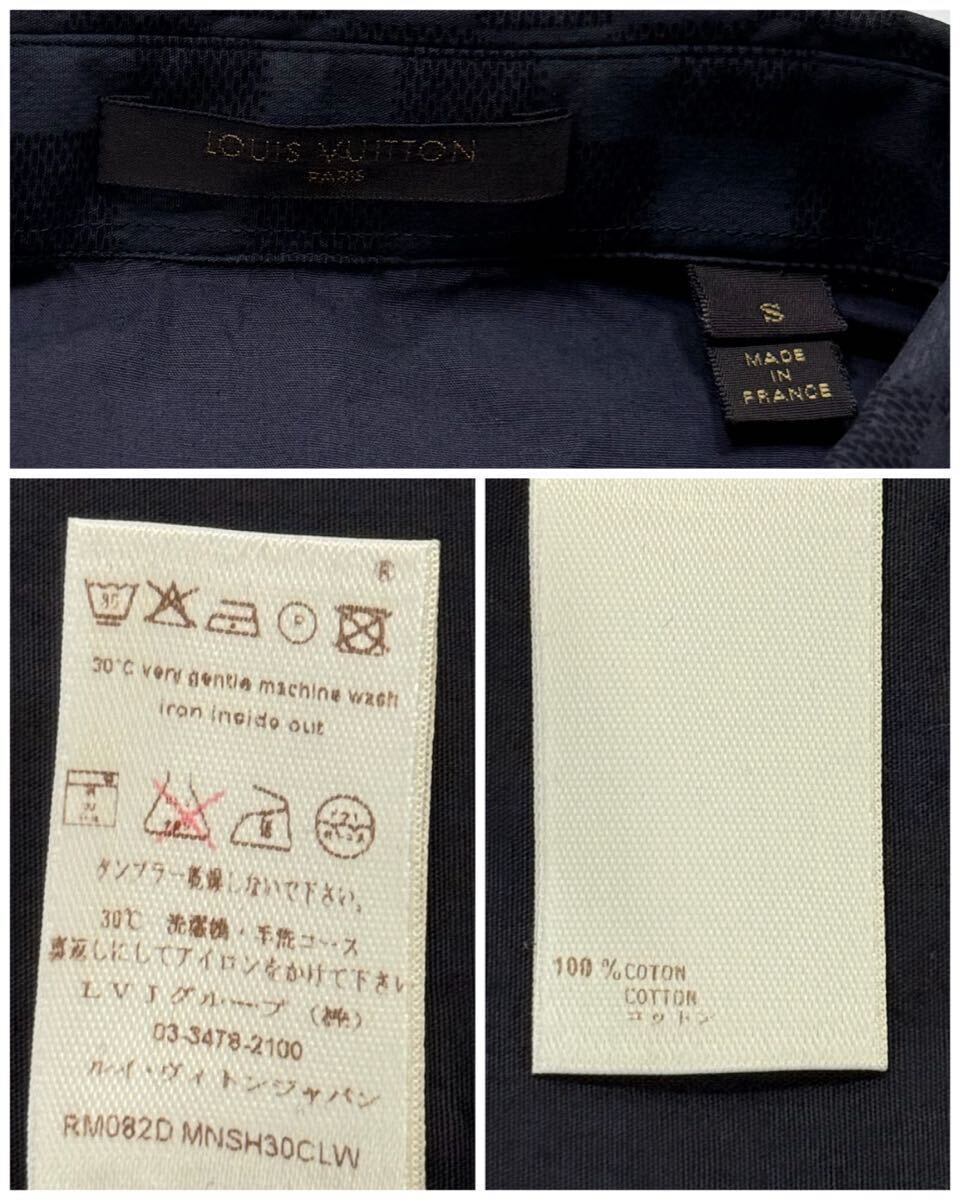 LOUIS VUITTON
PARIS
S
MADE
IN
FRANCE
®
P
30°C very gentle machine wash
iron inside out
タンブラー乾燥しないで下さい。
30℃ 洗濯機・手洗コース
裏返しにしてアイロンをかけて下さい
LVJグループ (株)
03-3478-2100
ルイ・ヴィトンジャパン
RM082D MNSH30CLW
100 % COTON
COTTON
コットン